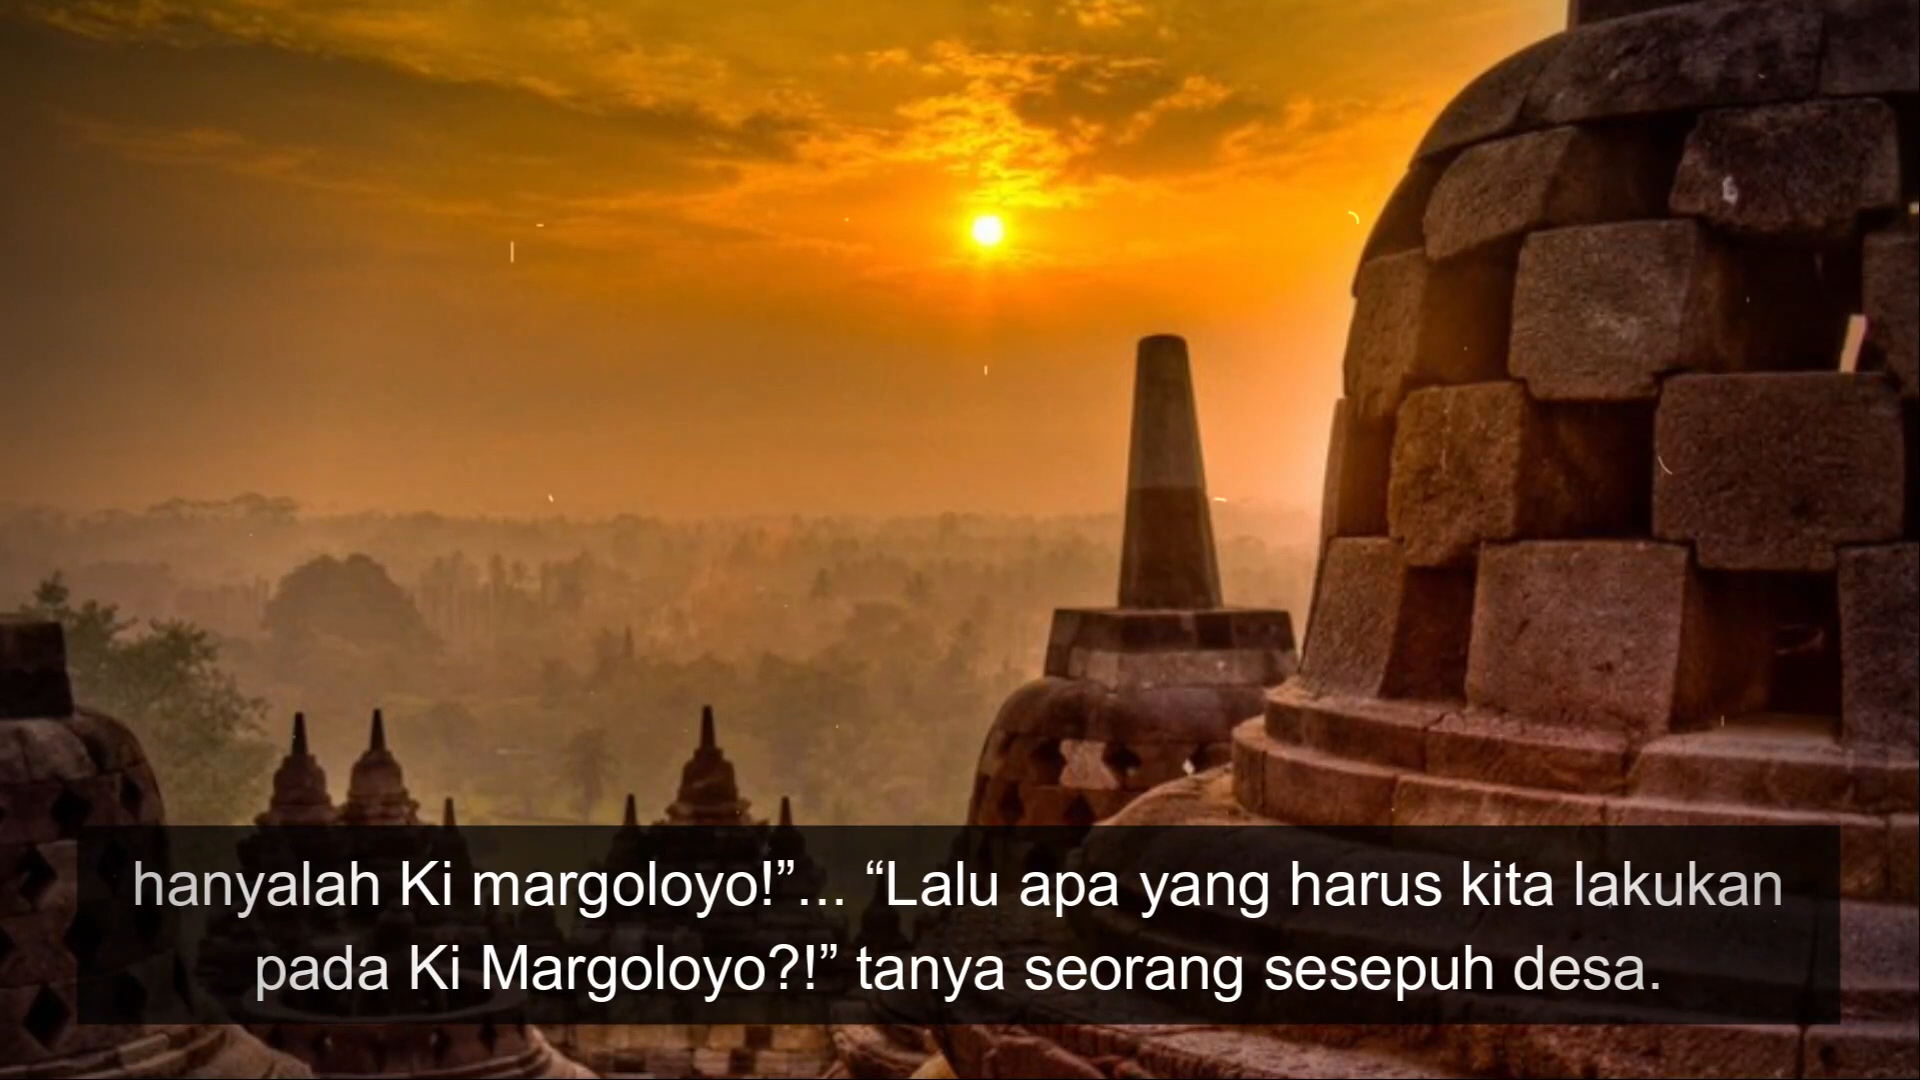 hanyalah Ki margoloyo!”... “Lalu apa yang harus kita lakukan
pada Ki Margoloyo?!” tanya seorang sesepuh desa.